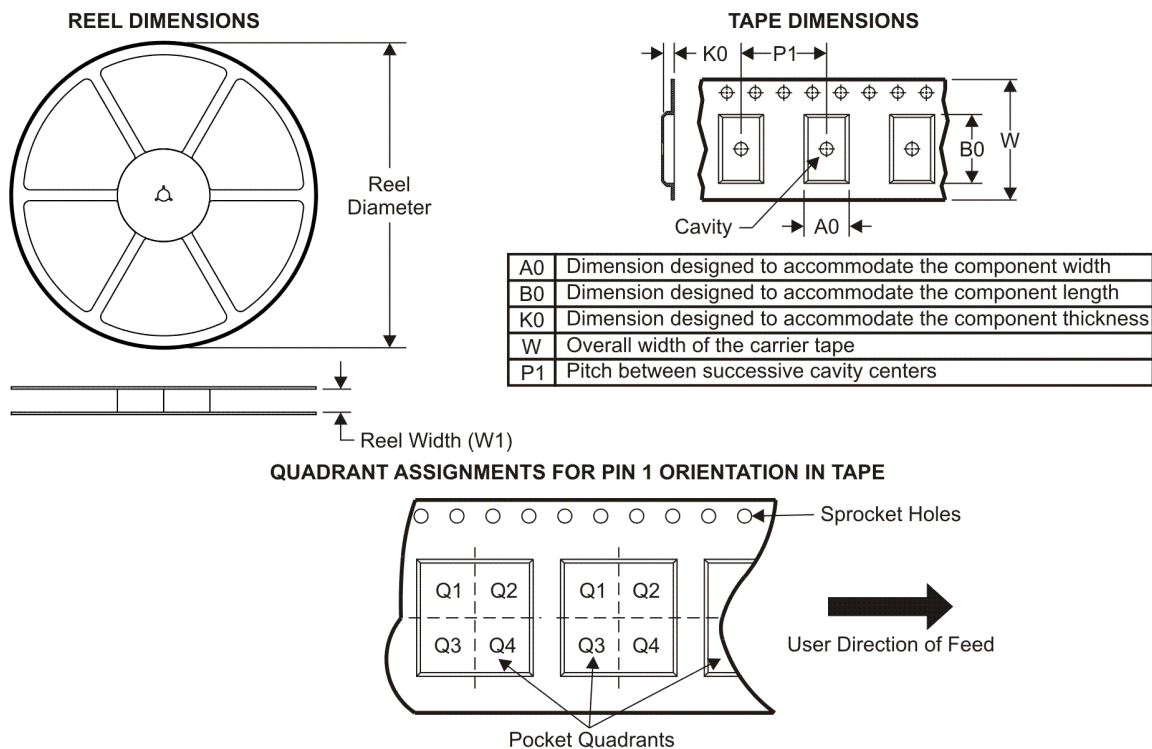 REEL DIMENSIONS
Reel
Diameter
Reel Width (W1)
TAPE DIMENSIONS
K0
P1
B0
W
Cavity
A0
A0 Dimension designed to accommodate the component width
B0 Dimension designed to accommodate the component length
K0 Dimension designed to accommodate the component thickness
W Overall width of the carrier tape
P1 Pitch between successive cavity centers
QUADRANT ASSIGNMENTS FOR PIN 1 ORIENTATION IN TAPE
Sprocket Holes
Q1 Q2 Q1 Q2
Q3 Q4 Q3 Q4
User Direction of Feed
Pocket Quadrants